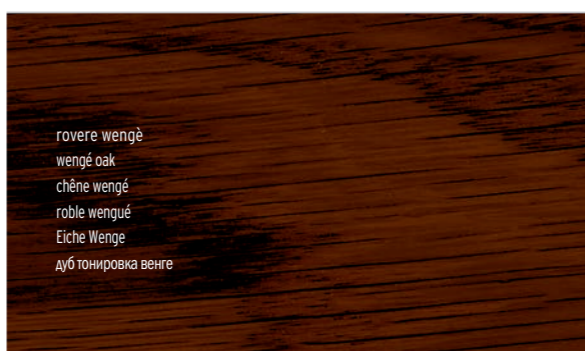 rovere wengè
wengé oak
chêne wengé
roble wengué
Eiche Wenge
дуб тонировка венге